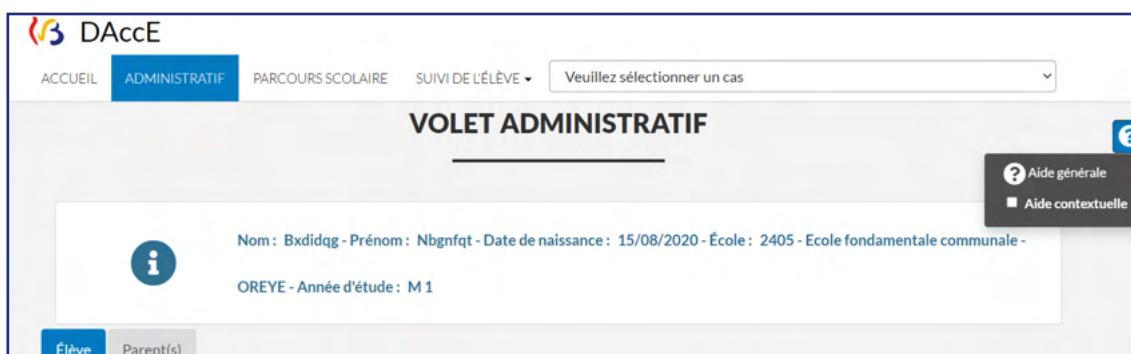 DAccE
ACCUEIL ADMINISTRATIF PARCOURS SCOLAIRE SUIVI DE L'ÉLÈVE Veuillez sélectionner un cas
VOLET ADMINISTRATIF
Aide générale
Aide contextuelle
Nom : Bxdidqg - Prénom : Nbgnfqt - Date de naissance : 15/08/2020 - École : 2405 - Ecole fondamentale communale -
OREYE - Année d'étude : M 1
Élève Parent(s)